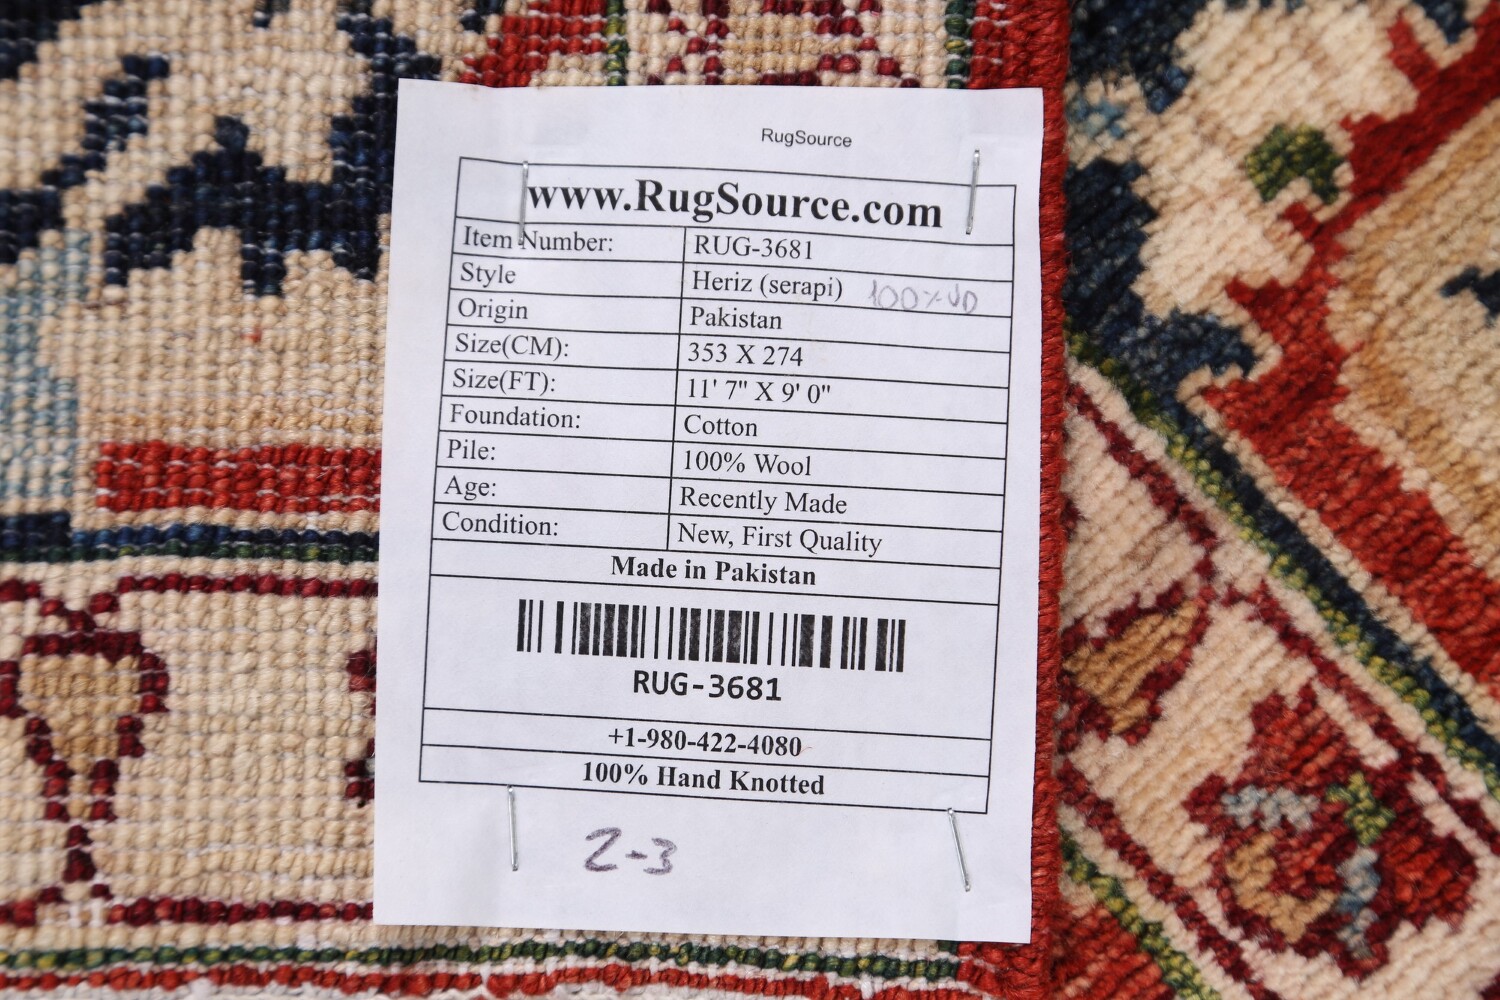 RugSource
www.RugSource.com
Item Number: RUG-3681
Style Heriz (serapi) 100%
Origin Pakistan
Size(CM): 353 X 274
Size(FT): 11' 7" X 9' 0"
Foundation: Cotton
Pile: 100% Wool
Age: Recently Made
Condition: New, First Quality
Made in Pakistan
RUG-3681
+1-980-422-4080
100% Hand Knotted
2-3